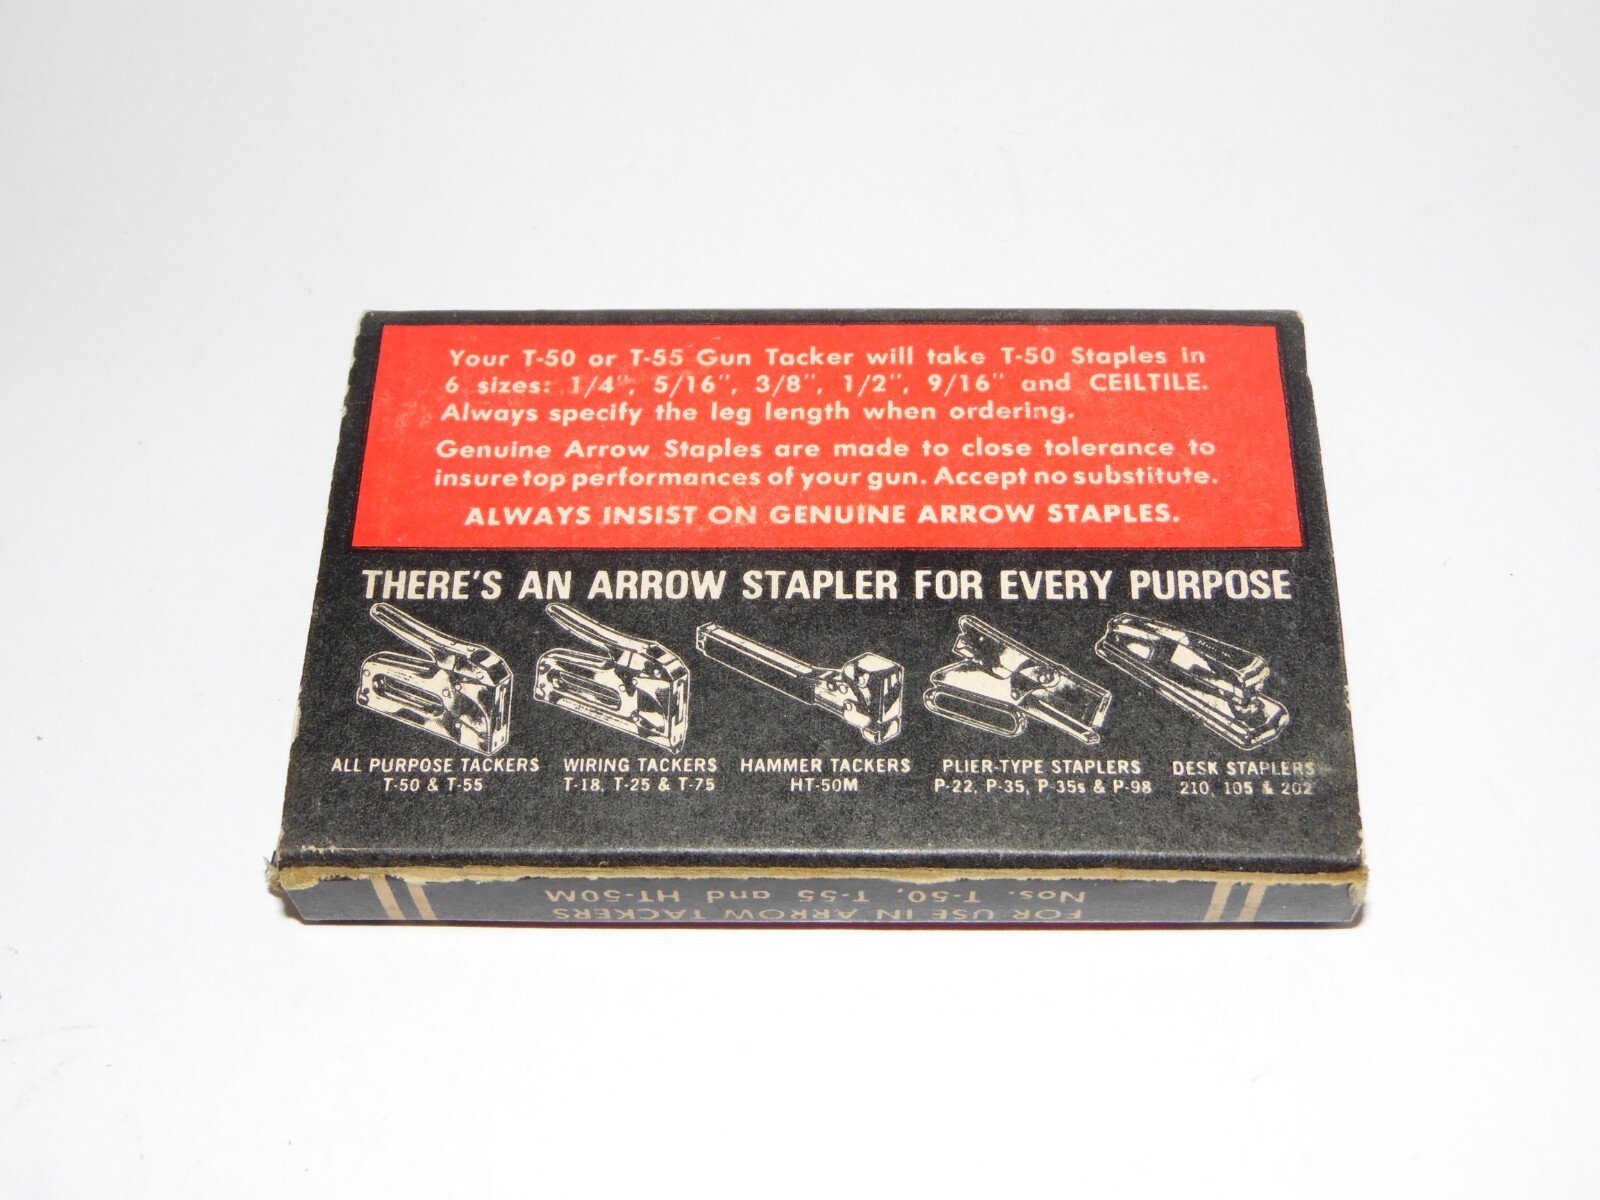 Your T-50 or T-55 Gun Tacker will take T-50 Staples in
6 sizes: 1/4", 5/16", 3/8", 1/2", 9/16" and CEILTILE.
Always specify the leg length when ordering.
Genuine Arrow Staples are made to close tolerance to
insure top performances of your gun. Accept no substitute.
ALWAYS INSIST ON GENUINE ARROW STAPLES.
THERE'S AN ARROW STAPLER FOR EVERY PURPOSE
ALL PURPOSE TACKERS
T-50 & T-55
WIRING TACKERS
T-18, T-25 & T-75
HAMMER TACKERS
HT-50M
PLIER-TYPE STAPLERS
P-22, P-35, P-35s & P-98
DESK STAPLERS
210, 105 & 202
FOR USE IN ARROW TACKERS
Nos. T-50, T-55 and HT-50M